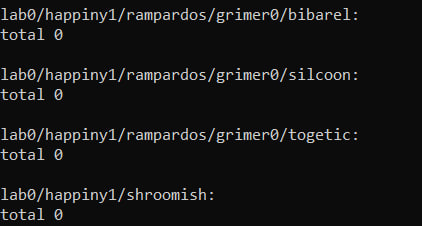 lab0/happiny1/rampardos/grimer0/bibarel:
total 0
lab0/happiny1/rampardos/grimer0/silcoon:
total 0
lab0/happiny1/rampardos/grimer0/togetic:
total 0
lab0/happiny1/shroomish:
total 0